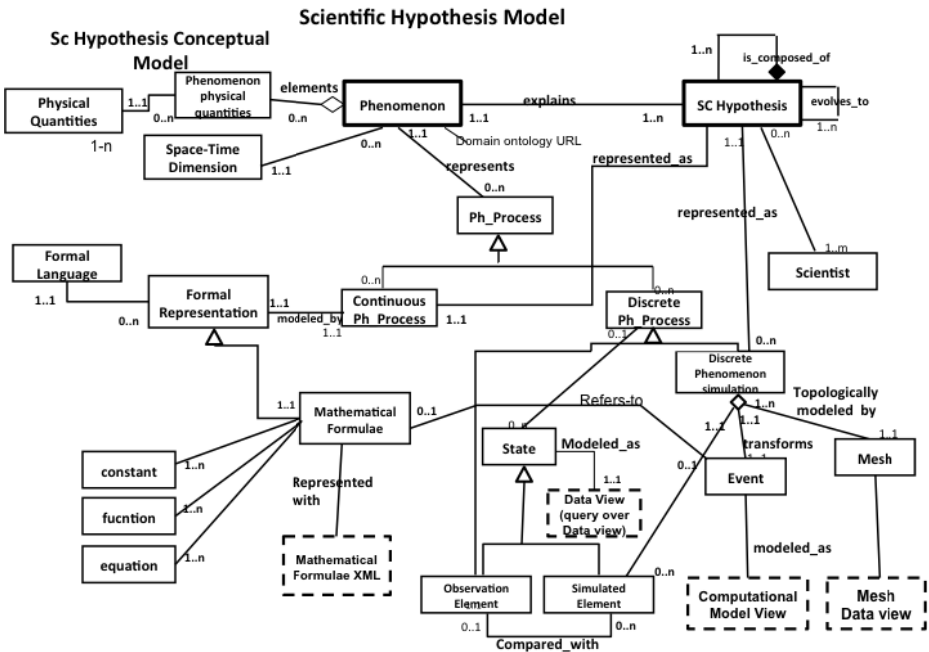 Scientific Hypothesis Model
Sc Hypothesis Conceptual
Model
1..n
is_composed_of
Physical
Quantities
1..1
0..n
1-n
Phenomenon
physical
quantities
elements
0..n
Phenomenon
explains
1..1
1..n
SC Hypothesis
evolves_to
1..n
0..n
1..1
Space-Time
Dimension
1..1
0..n
1..1
Domain ontology URL
represents
0..n
represented_as
Ph_Process
represented_as
1..m
Scientist
Formal
Language
1..1
0..n
Formal
Representation
1..1
modeled_by
1..1
0..n
Continuous
Ph_Process
1..1
0..n
Discrete
Ph_Process
0..1
0..n
Discrete
Phenomenon
simulation
1..n
1..1
1..1
Topologically
modeled by
1..1
Mathematical
Formulae
0..1
Refers-to
0..n
State
Modeled_as
1..1
transforms
1..1
0..1
Event
1..1
Mesh
constant
1..n
fucntion
1..n
equation
1..n
Represented
with
Mathematical
Formulae XML
Data View
(query over
Data view)
modeled_as
Observation
Element
0..1
Simulated
Element
0..n
0..n
Compared_with
Computational
Model View
Mesh
Data view